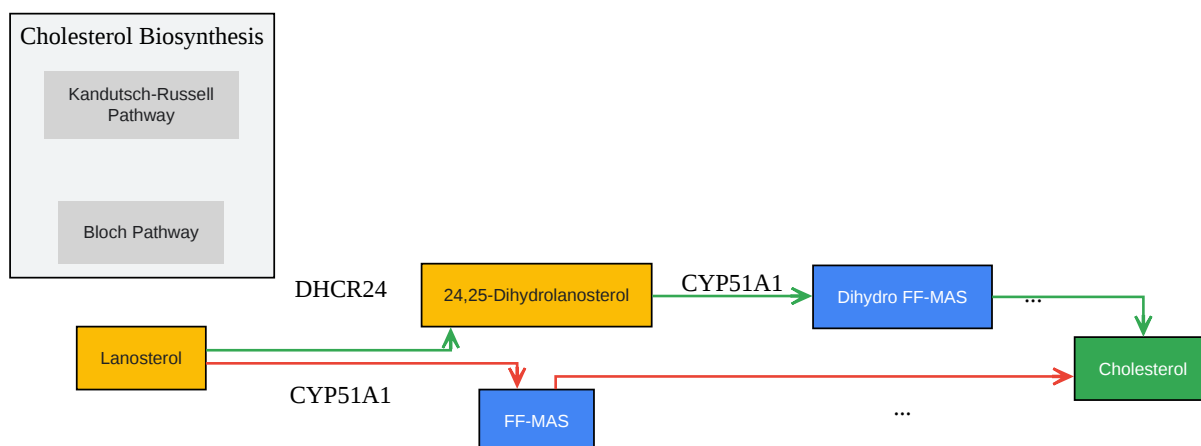 Cholesterol Biosynthesis
Kandutsch-Russell
Pathway
Bloch Pathway
DHCR24
24,25-Dihydrolanosterol
CYP51A1
Dihydro FF-MAS
...
Lanosterol
Cholesterol
CYP51A1
FF-MAS
...